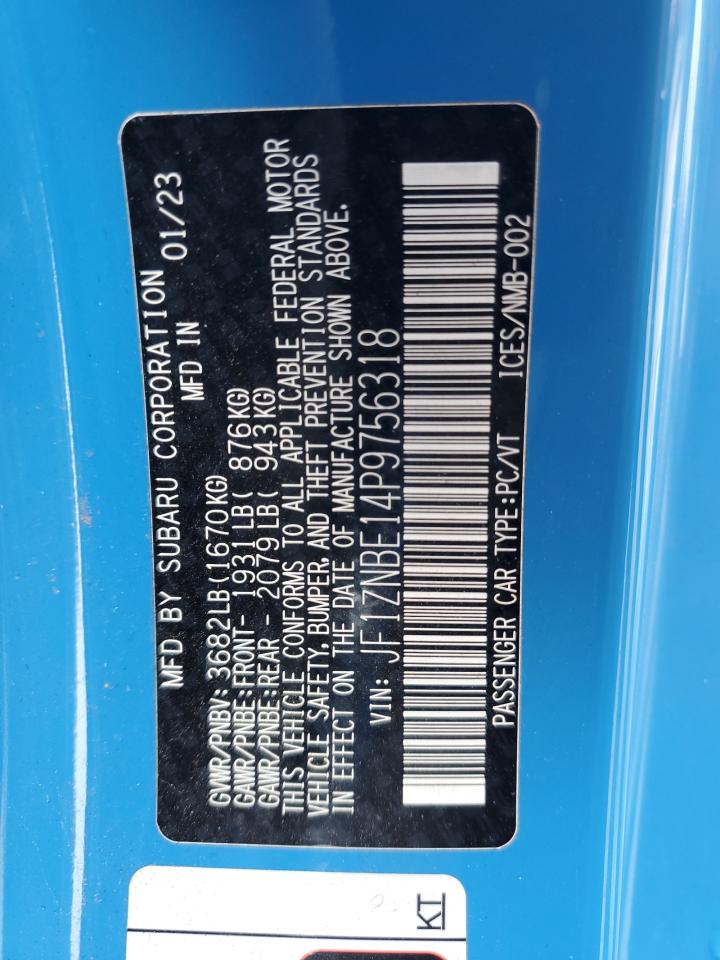 MFD BY SUBARU CORPORATION
MFD IN 01/23
GVWR/PNBV: 3682LB(1670KG)
GAWR/PNBE:FRONT- 1931LB( 876KG)
GAWR/PNBE:REAR - 2079LB( 943KG)
THIS VEHICLE CONFORMS TO ALL APPLICABLE FEDERAL MOTOR
VEHICLE SAFETY, BUMPER, AND THEFT PREVENTION STANDARDS
IN EFFECT ON THE DATE OF MANUFACTURE SHOWN ABOVE.
VIN: JF1ZNBE14P9756318
PASSENGER CAR TYPE:PC/VT ICES/NMB-002
KT